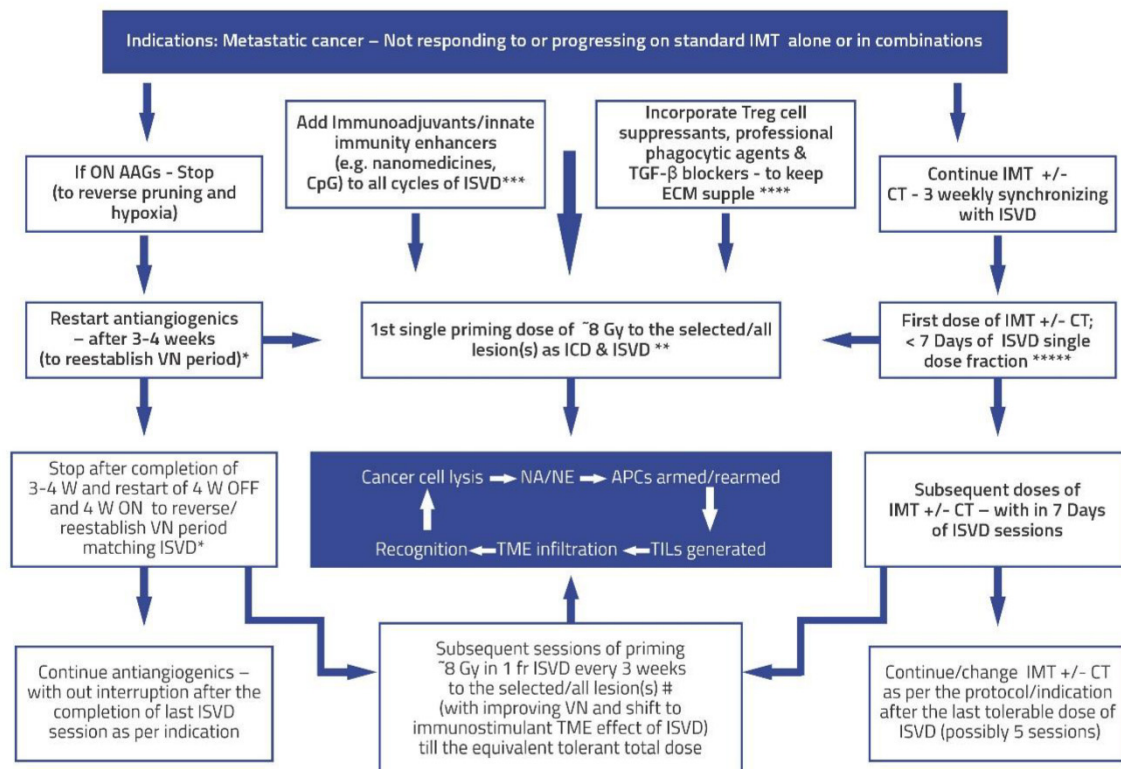 Indications: Metastatic cancer – Not responding to or progressing on standard IMT alone or in combinations
If ON AAGs - Stop
(to reverse pruning and
hypoxia)
Add Immunoadjuvants/innate
immunity enhancers
(e.g. nanomedicines,
CpG) to all cycles of ISVD***
Incorporate Treg cell
suppressants, professional
phagocytic agents &
TGF-β blockers - to keep
ECM supple ****
Continue IMT +/-
CT - 3 weekly synchronizing
with ISVD
Restart antiangiogenics
– after 3-4 weeks
(to reestablish VN period)*
1st single priming dose of ~8 Gy to the selected/all
lesion(s) as ICD & ISVD **
First dose of IMT +/- CT;
< 7 Days of ISVD single
dose fraction *****
Stop after completion of
3-4 W and restart of 4 W OFF
and 4 W ON to reverse/
reestablish VN period
matching ISVD*
Cancer cell lysis NA/NE APCs armed/rearmed
Recognition TME infiltration TILs generated
Subsequent doses of
IMT +/- CT – with in 7 Days
of ISVD sessions
Continue antiangiogenics –
with out interruption after the
completion of last ISVD
session as per indication
Subsequent sessions of priming
~8 Gy in 1 fr ISVD every 3 weeks
to the selected/all lesion(s) #
(with improving VN and shift to
immunostimulant TME effect of ISVD)
till the equivalent tolerant total dose
Continue/change IMT +/- CT
as per the protocol/indication
after the last tolerable dose of
ISVD (possibly 5 sessions)